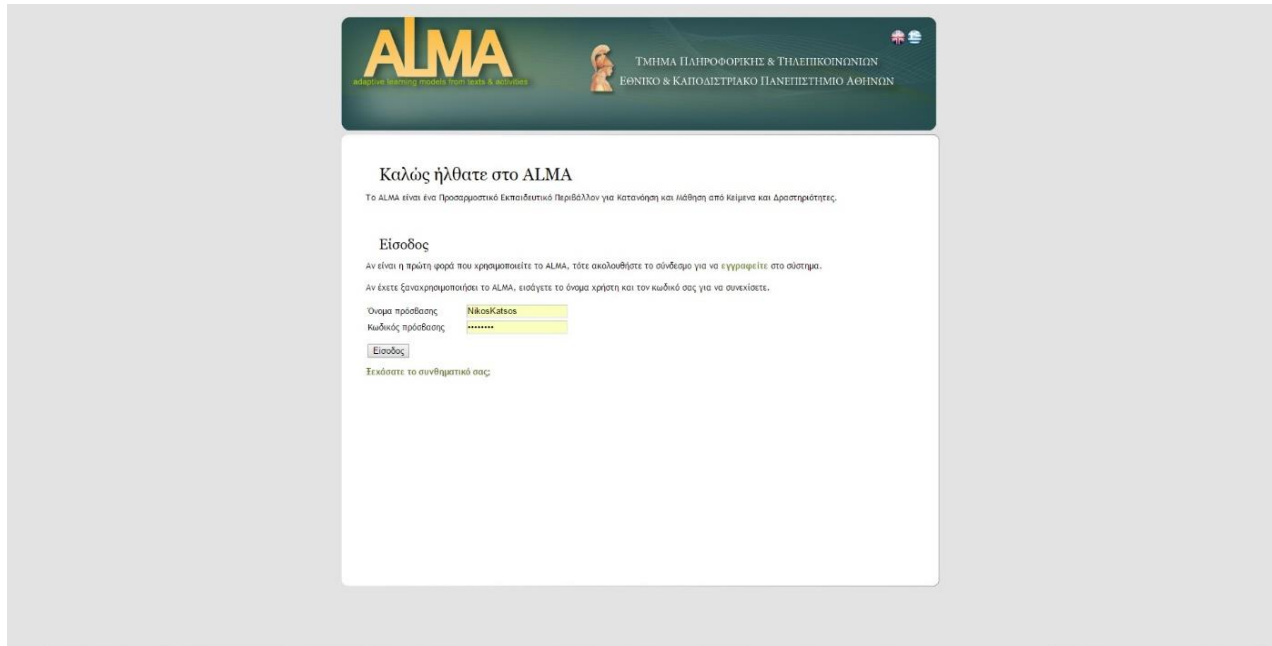 ALMA
adaptive learning models from texts & activities
ΤΜΗΜΑ ΠΛΗΡΟΦΟΡΙΚΗΣ & ΤΗΛΕΠΙΚΟΙΝΩΝΙΩΝ
ΕΘΝΙΚΟ & ΚΑΠΟΔΙΣΤΡΙΑΚΟ ΠΑΝΕΠΙΣΤΗΜΙΟ ΑΘΗΝΩΝ
Καλώς ήλθατε στο ALMA
Το ALMA είναι ένα Προσαρμοστικό Εκπαιδευτικό Περιβάλλον για Κατανόηση και Μάθηση από Κείμενα και Δραστηριότητες.
Είσοδος
Αν είναι η πρώτη φορά που χρησιμοποιείτε το ALMA, τότε ακολουθήστε το σύνδεσμο για να εγγραφείτε στο σύστημα.
Αν έχετε ξαναχρησιμοποιήσει το ALMA, εισάγετε το όνομα χρήστη και τον κωδικό σας για να συνεχίσετε.
Όνομα πρόσβασης NikosKatsos
Κωδικός πρόσβασης ••••••••
Είσοδος
Ξεχάσατε το συνθηματικό σας;